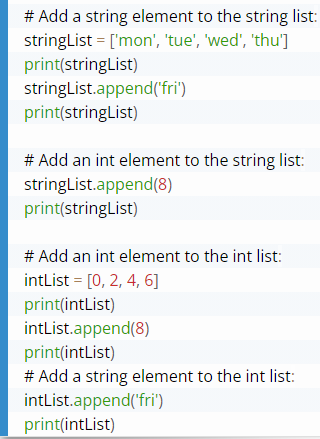 # Add a string element to the string list:
stringList = ['mon', 'tue', 'wed', 'thu']
print(stringList)
stringList.append('fri')
print(stringList)
# Add an int element to the string list:
stringList.append(8)
print(stringList)
# Add an int element to the int list:
intList = [0, 2, 4, 6]
print(intList)
intList.append(8)
print(intList)
# Add a string element to the int list:
intList.append('fri')
print(intList)